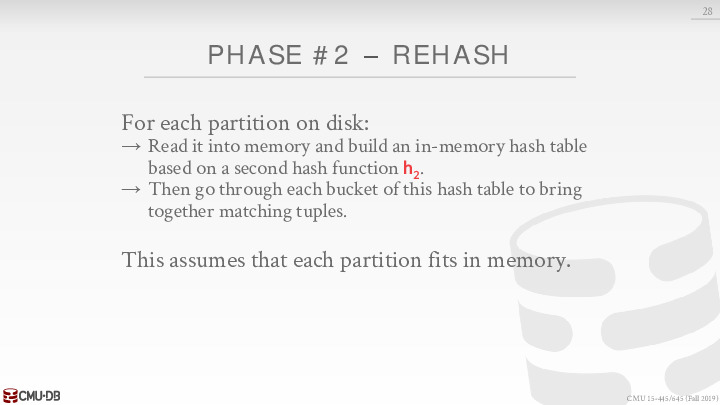 28
PHASE #2 – REHASH
For each partition on disk:
→ Read it into memory and build an in-memory hash table
based on a second hash function h2.
→ Then go through each bucket of this hash table to bring
together matching tuples.
This assumes that each partition fits in memory.
CMU·DB
CMU 15-445/645 (Fall 2019)